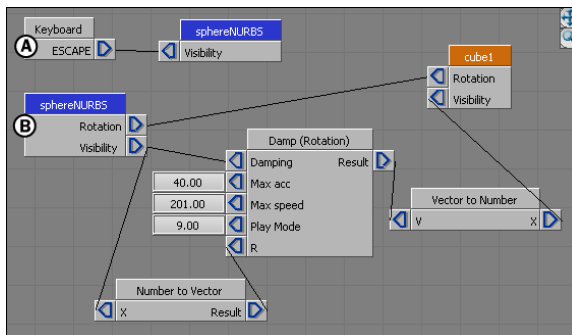 Keyboard
A
ESCAPE
sphereNURBS
Visibility
cube1
Rotation
Visibility
sphereNURBS
B
Rotation
Visibility
Damp (Rotation)
Damping
Result
40.00
Max acc
201.00
Max speed
9.00
Play Mode
R
Vector to Number
V
X
Number to Vector
X
Result